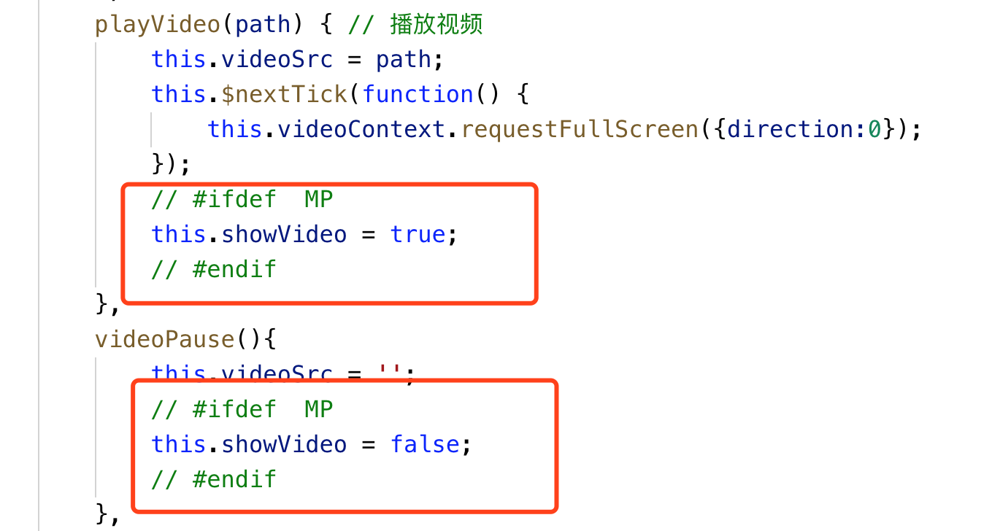 playVideo(path) { // 播放视频
this.videoSrc = path;
this.$nextTick(function() {
this.videoContext.requestFullScreen({direction:0});
});
// #ifdef  MP
this.showVideo = true;
// #endif
},
videoPause(){
this.videoSrc = '';
// #ifdef  MP
this.showVideo = false;
// #endif
},